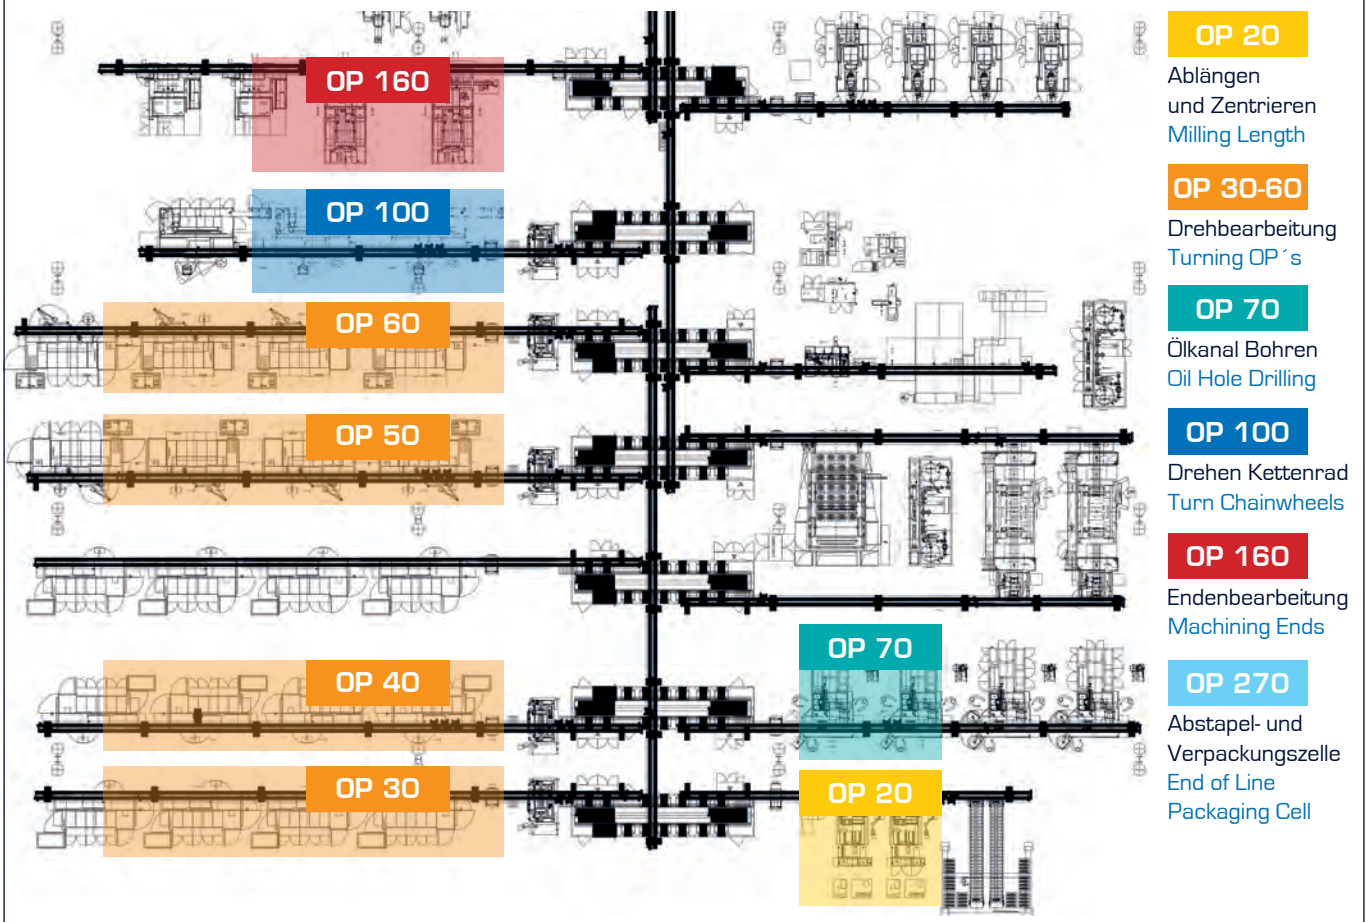 OP 160
OP 100
OP 60
OP 50
OP 40
OP 30
OP 70
OP 20
OP 20
Ablängen
und Zentrieren
Milling Length
OP 30-60
Drehbearbeitung
Turning OP´s
OP 70
Ölkanal Bohren
Oil Hole Drilling
OP 100
Drehen Kettenrad
Turn Chainwheels
OP 160
Endenbearbeitung
Machining Ends
OP 270
Abstapel- und
Verpackungszelle
End of Line
Packaging Cell